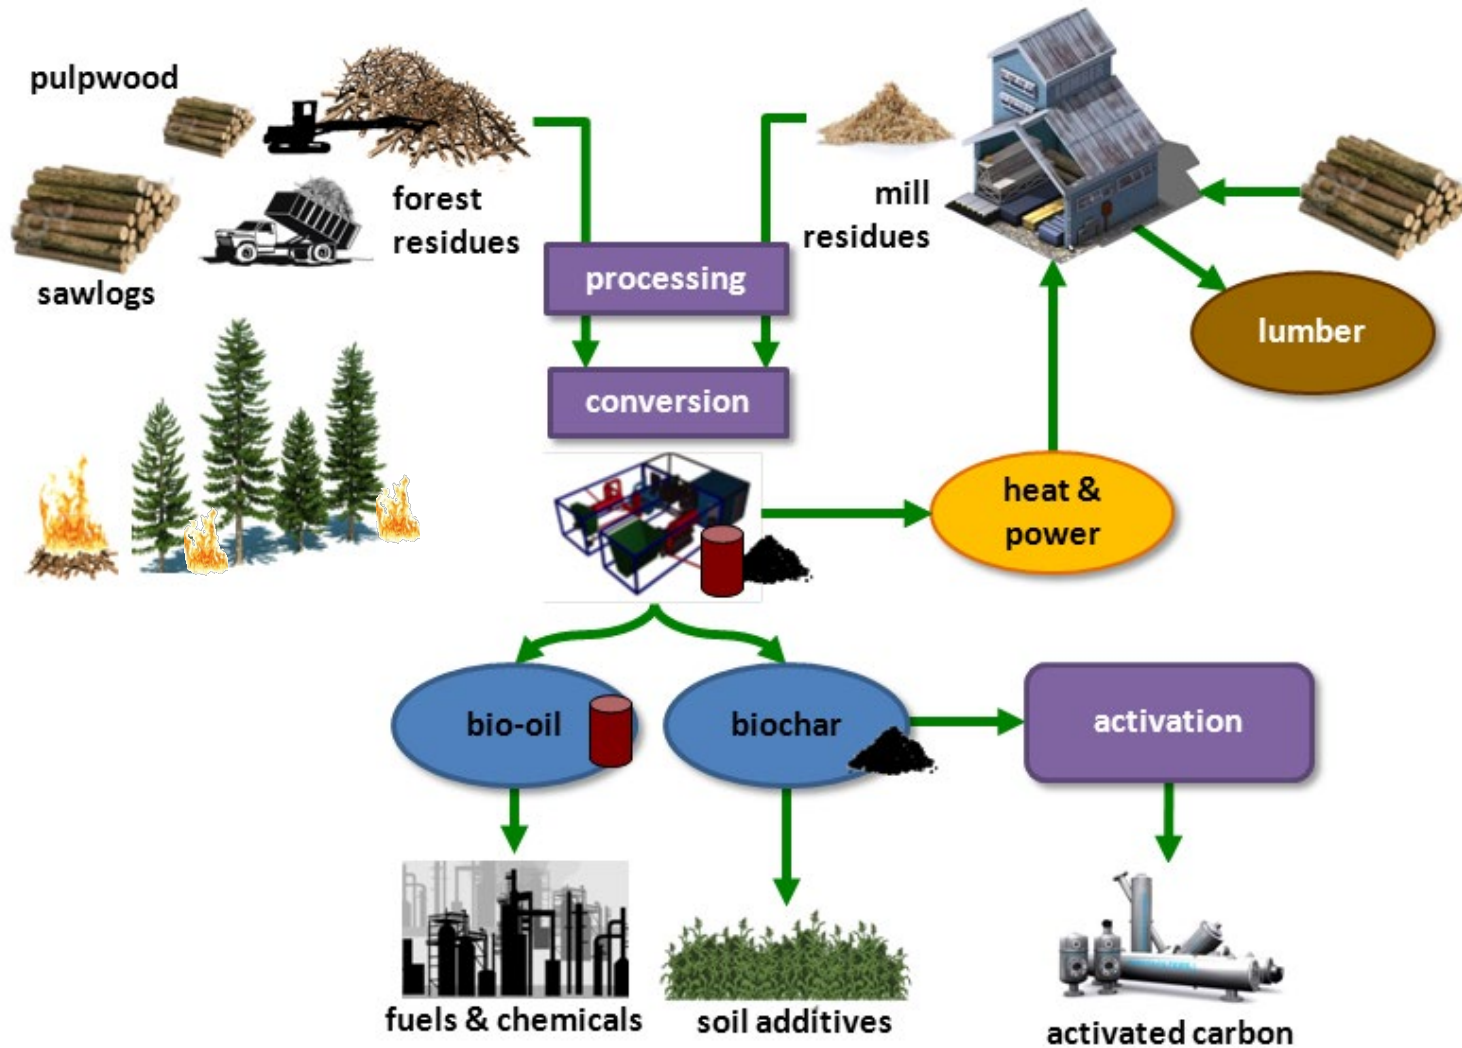 pulpwood
forest
residues
sawlogs
mill
residues
processing
conversion
lumber
heat &
power
bio-oil
biochar
activation
fuels & chemicals
soil additives
activated carbon